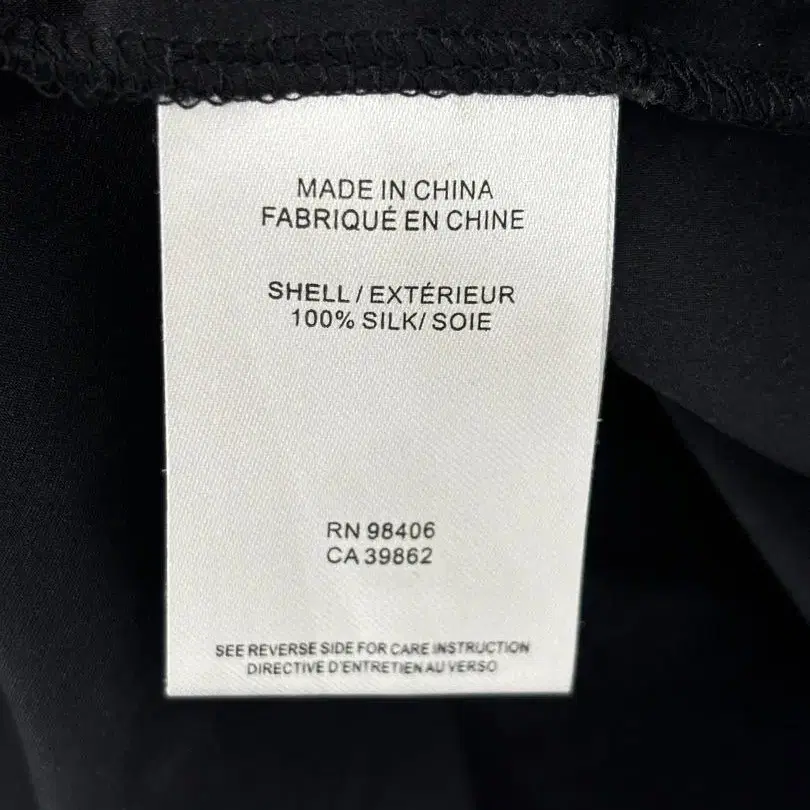 MADE IN CHINA
FABRIQUÉ EN CHINE
SHELL / EXTÉRIEUR
100% SILK/ SOIE
RN 98406
CA 39862
SEE REVERSE SIDE FOR CARE INSTRUCTION
DIRECTIVE D'ENTRETIEN AU VERSO